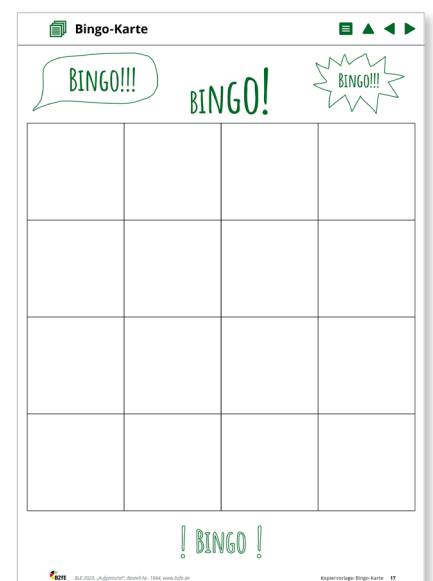 Bingo-Karte
BINGO!!!
BINGO!
BINGO!!!
! BINGO !
BZfE
BLE 2023, „Aufgetischt!“, Bestell-Nr. 1664, www.bzfe.de
Kopiervorlage: Bingo-Karte 17